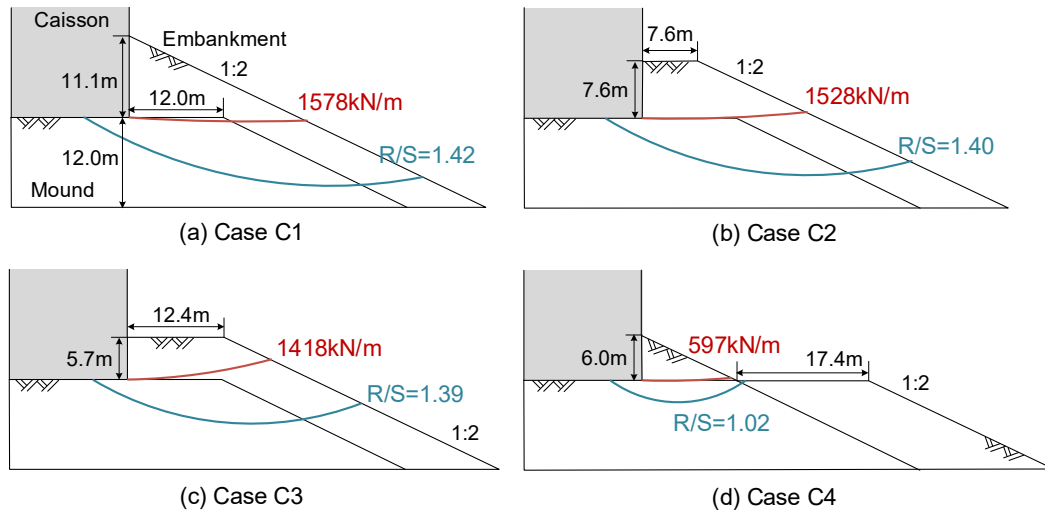 Caisson
Embankment
11.1m
1:2
12.0m
1578kN/m
12.0m
R/S=1.42
Mound
(a) Case C1
7.6m
1:2
7.6m
1528kN/m
R/S=1.40
(b) Case C2
12.4m
5.7m
1418kN/m
R/S=1.39
1:2
(c) Case C3
6.0m
597kN/m
17.4m
1:2
R/S=1.02
(d) Case C4